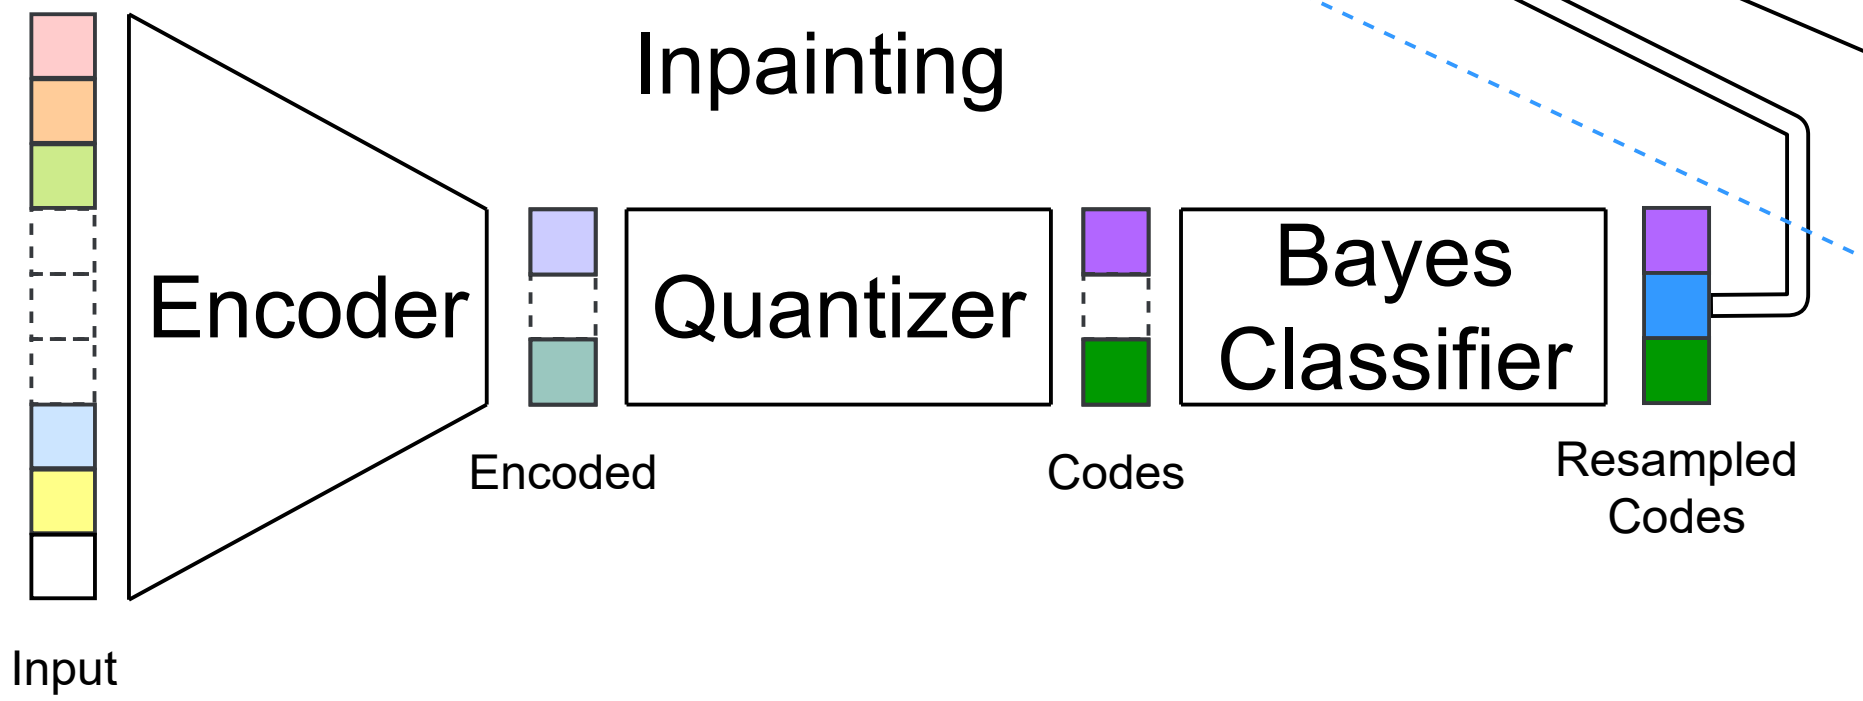 Inpainting
Encoder
Quantizer
Bayes
Classifier
Encoded
Codes
Resampled
Codes
Input